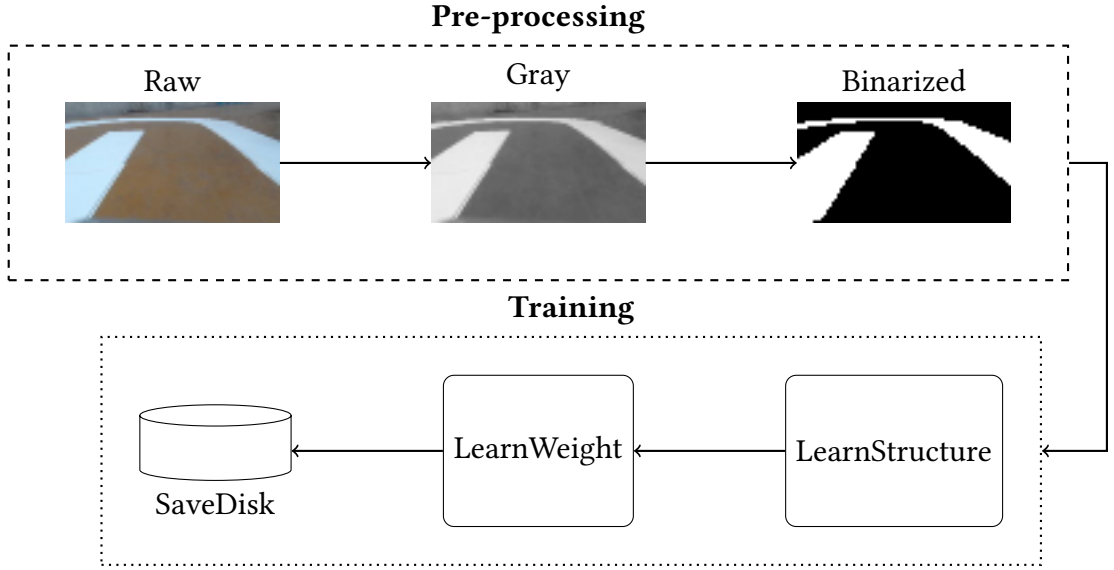 Pre-processing
Raw
Gray
Binarized
Training
SaveDisk
LearnWeight
LearnStructure